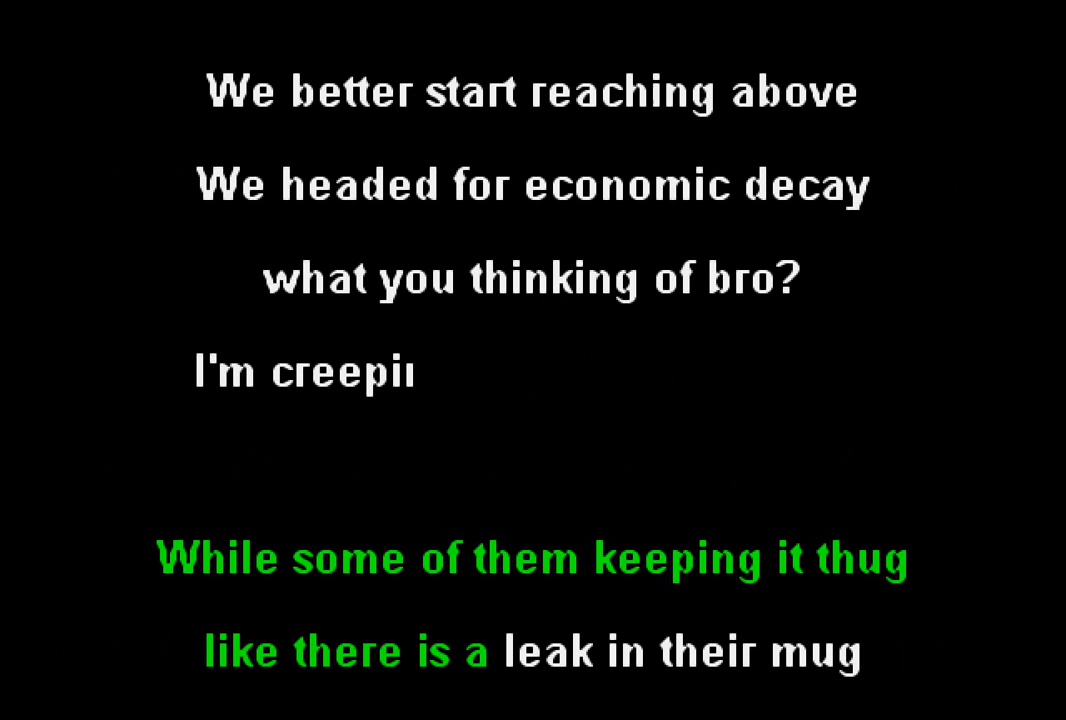 We better start reaching above
We headed for economic decay
what you thinking of bro?
I'm
While some of them keeping it thug
like there is a leak in their mug